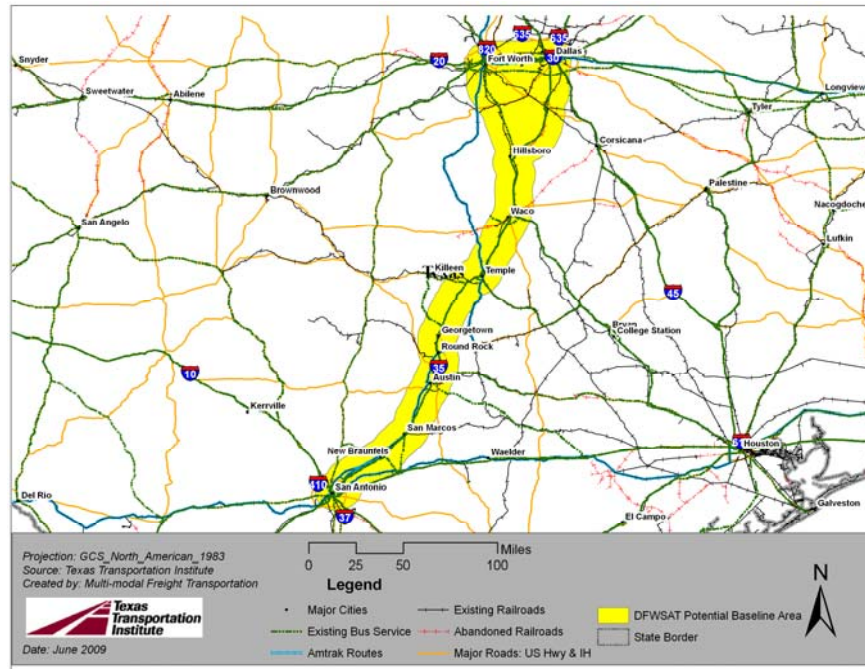 635
635
820
Dallas
Snyder
20
Fort Worth
30
Longview
Sweetwater
Abilene
Tyler
Corsicana
Hillsboro
Palestine
Brownwood
Nacogdoche
Waco
San Angelo
Lufkin
Killeen
Temple
45
Georgetown
Bryan
College Station
Round Rock
35
10
Austin
Kerrville
San Marcos
Houston
New Braunfels
Waelder
410
San Antonio
Del Rio
Galveston
37
El Campo
Projection: GCS_North_American_1983
Source: Texas Transportation Institute
Created by: Multi-modal Freight Transportation
0 25 50 100 Miles
Legend
N
Major Cities
Existing Railroads
DFWSAT Potential Baseline Area
Existing Bus Service
Abandoned Railroads
State Border
Amtrak Routes
Major Roads: US Hwy & IH
Texas
Transportation
Institute
Date: June 2009